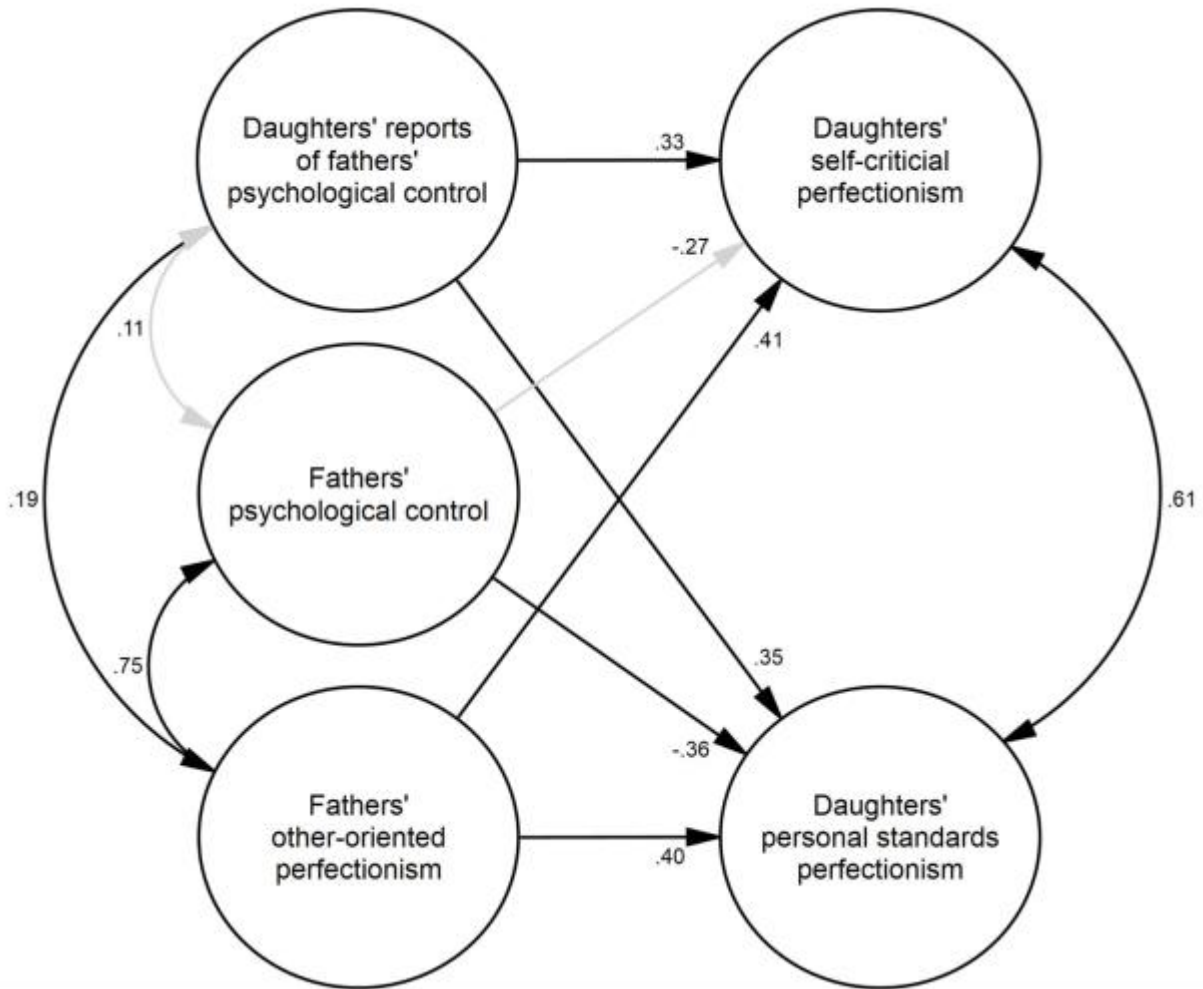 Daughters' reports
of fathers'
psychological control
.33
Daughters'
self-criticial
perfectionism
-.27
.11
.41
Fathers'
psychological control
.19
.61
.75
.35
-.36
Fathers'
other-oriented
perfectionism
.40
Daughters'
personal standards
perfectionism